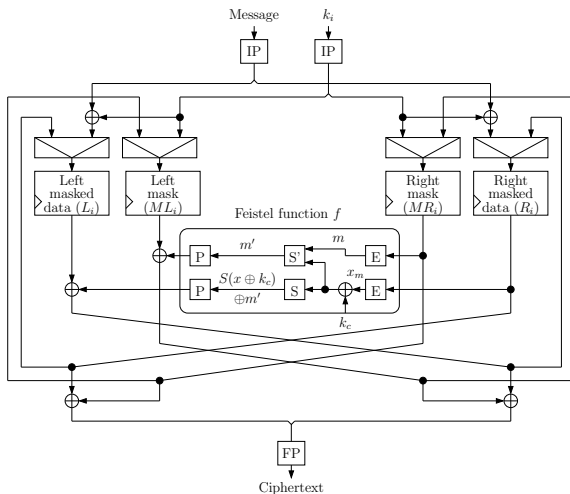 Message
k_i
IP
IP
Left masked data (L_i)
Left mask (ML_i)
Right mask (MR_i)
Right masked data (R_i)
Feistel function f
P
m′
S'
m
E
P
S(x ⊕ k_c)
⊕m′
S
x_m
E
k_c
FP
Ciphertext